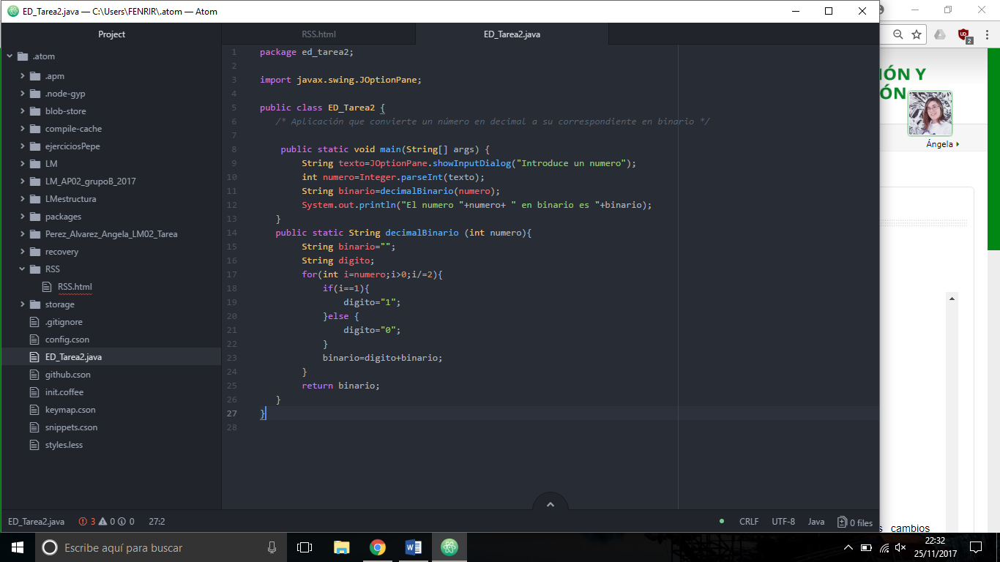 ED_Tarea2.java — C:\Users\FENRIR\.atom — Atom
Project
RSS.html
ED_Tarea2.java
.atom
.apm
.node-gyp
blob-store
compile-cache
ejerciciosPepe
LM
LM_AP02_grupoB_2017
LMestructura
packages
Perez_Alvarez_Angela_LM02_Tarea
recovery
RSS
RSS.html
storage
.gitignore
config.cson
ED_Tarea2.java
github.cson
init.coffee
keymap.cson
snippets.cson
styles.less
1 package ed_tarea2;
2
3 import javax.swing.JOptionPane;
4
5 public class ED_Tarea2 {
6 /* Aplicación que convierte un número en decimal a su correspondiente en binario */
7
8 public static void main(String[] args) {
9 String texto=JOptionPane.showInputDialog("Introduce un numero");
10 int numero=Integer.parseInt(texto);
11 String binario=decimalBinario(numero);
12 System.out.println("El numero "+numero+ " en binario es "+binario);
13 }
14 public static String decimalBinario (int numero){
15 String binario="";
16 String digito;
17 for(int i=numero;i>0;i/=2){
18 if(i==1){
19 digito="1";
20 }else {
21 digito="0";
22 }
23 binario=digito+binario;
24 }
25 return binario;
26 }
27 }
28
ED_Tarea2.java 3 0 0 27:2
CRLF UTF-8 Java 0 files
2
IÓN Y
ÓN
Ángela
cambios
Escribe aquí para buscar
22:32
25/11/2017